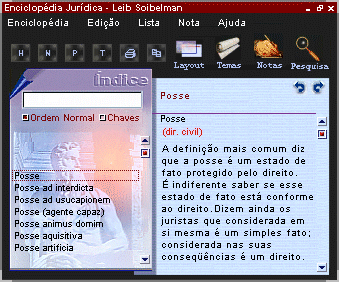 Enciclopédia Jurídica - Leib Soibelman
Enciclopédia Edição Lista Nota Ajuda
H N P T
Layout Temas Notas Pesquisa
Índice
Ordem Normal Chaves
Posse
Posse ad interdicta
Posse ad usucapionem
Posse (agente capaz)
Posse animus domim
Posse aquisitiva
Posse artificia
Posse
Posse
(dir. civil)
A definição mais comum diz
que a posse é um estado de
fato protegido pelo direito.
É indiferente saber se esse
estado de fato está conforme
ao direito.Dizem ainda os
juristas que considerada em
si mesma é um simples fato;
considerada nas suas
conseqüências é um direito.